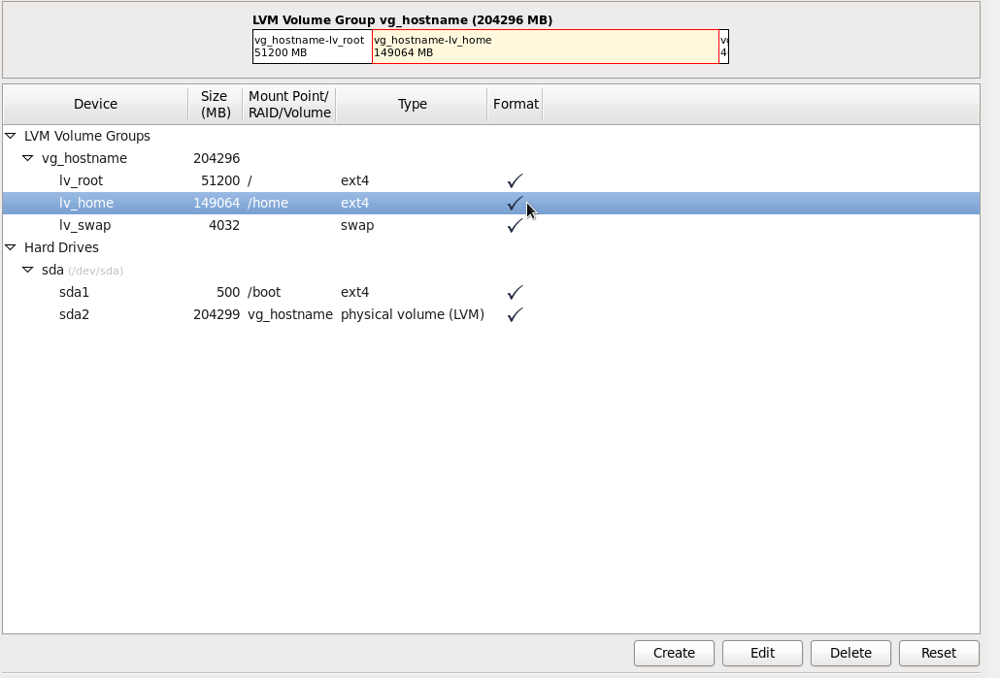 LVM Volume Group vg_hostname (204296 MB)
vg_hostname-lv_root vg_hostname-lv_home
51200 MB 149064 MB 4
Device Size (MB) Mount Point/ RAID/Volume Type Format
LVM Volume Groups
vg_hostname 204296
lv_root 51200 / ext4
lv_home 149064 /home ext4
lv_swap 4032 swap
Hard Drives
sda (/dev/sda)
sda1 500 /boot ext4
sda2 204299 vg_hostname physical volume (LVM)
Create Edit Delete Reset